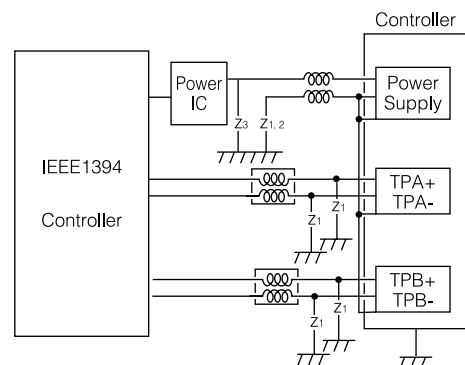 Controller
Power
IC
Power
Supply
Z3
Z1, 2
IEEE1394
Controller
TPA+
TPA-
Z1
Z1
TPB+
TPB-
Z1
Z1